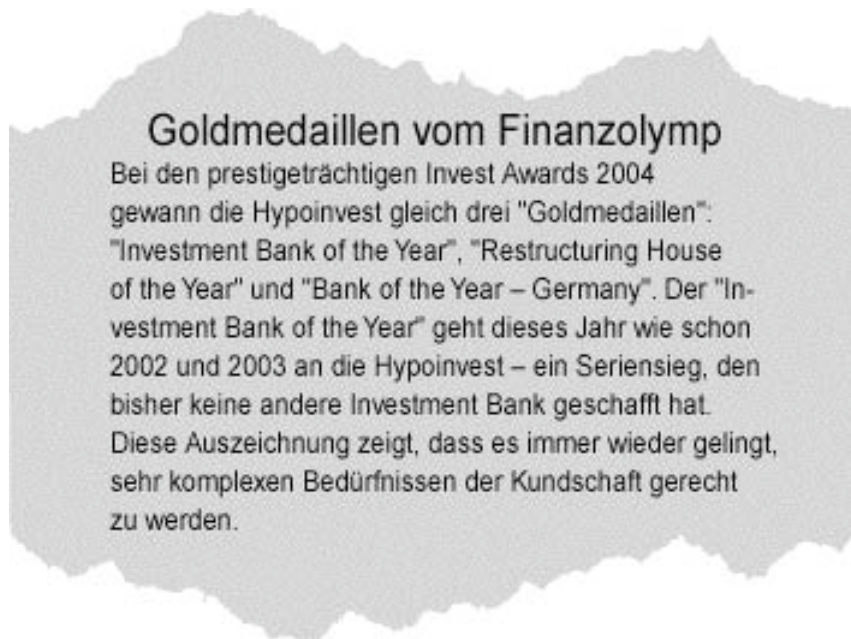 Goldmedaillen vom Finanzolymp
Bei den prestigeträchtigen Invest Awards 2004
gewann die Hypoinvest gleich drei "Goldmedaillen":
"Investment Bank of the Year", "Restructuring House
of the Year" und "Bank of the Year – Germany". Der "In-
vestment Bank of the Year" geht dieses Jahr wie schon
2002 und 2003 an die Hypoinvest – ein Seriensieg, den
bisher keine andere Investment Bank geschafft hat.
Diese Auszeichnung zeigt, dass es immer wieder gelingt,
sehr komplexen Bedürfnissen der Kundschaft gerecht
zu werden.